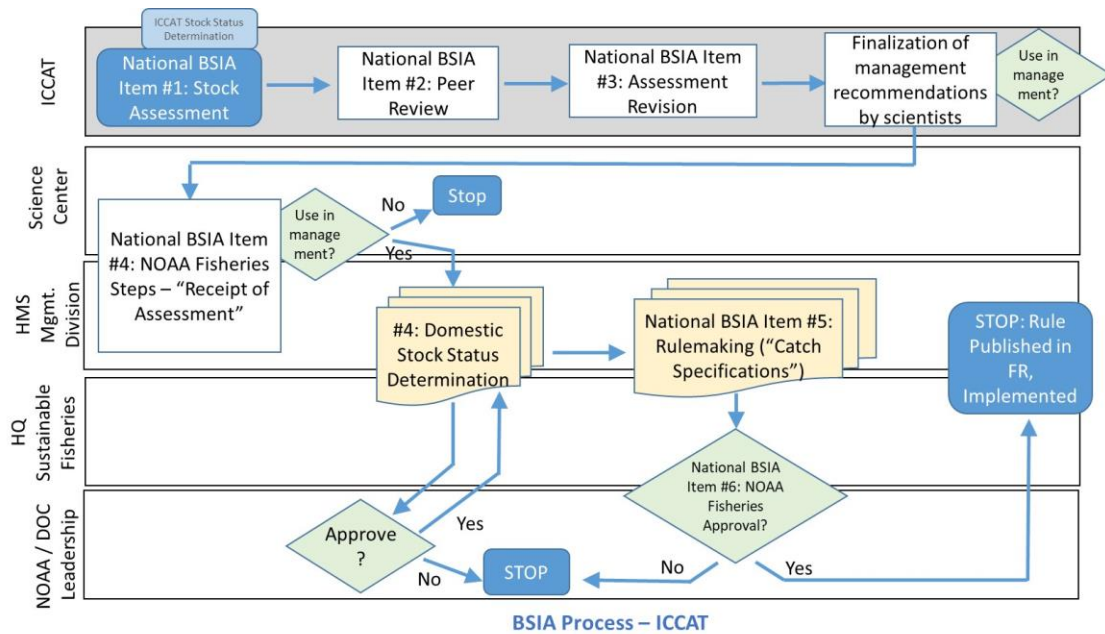 ICCAT Stock Status
Determination
ICCAT
National BSIA
Item #1: Stock
Assessment
National BSIA
Item #2: Peer
Review
National BSIA Item
#3: Assessment
Revision
Finalization of
management
recommendations
by scientists
Use in
manage
ment?
Science
Center
National BSIA Item
#4: NOAA Fisheries
Steps – “Receipt of
Assessment”
Use in
manage
ment?
No
Stop
Yes
HMS
Mgmt.
Division
#4: Domestic
Stock Status
Determination
National BSIA Item #5:
Rulemaking (“Catch
Specifications”)
STOP: Rule
Published in
FR,
Implemented
HQ
Sustainable
Fisheries
National BSIA
Item #6: NOAA
Fisheries
Approval?
NOAA / DOC
Leadership
Approve
?
Yes
No
STOP
No
Yes
BSIA Process – ICCAT